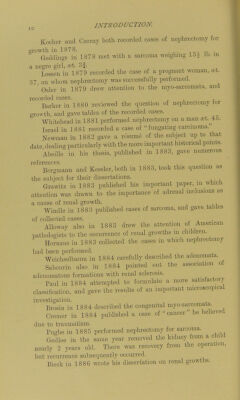 10 INTRODUCTION.
Kocher and Czerny both recorded cases of nephrectomy for
growth in 1878.
Geddings in 1878 met with a sarcoma weighing 15½ lb in
a negro girl, æt.
Lossen in 1879 recorded the case of a pregnant woman, æt.
37, on whom nephrectomy was successfully performed.
Osler in 1879 drew attention to the myo-sarcomata, and
recorded cases.
Barker in 1880 reviewed the question of nephrectomy for
growth, and gave tables of the recorded cases.
Whitehead in 1881 performed nephrectomy on a man æt. 45.
Israel in 1881 recorded a case of "fungating carcinoma."
Newman in 1882 gave a résumé of the subject up to that
date, dealing particularly with the more important historical points.
Abeille in his thesis, published in 1883, gave numerous
references.
Bergmann and Kessler, both in 1883, took this question as
the subject for their dissertations.
Grawitz in 1883 published his important paper, in which
attention was drawn to the importance of adrenal inclusions as
a cause of renal growth.
Windle in 1883 published cases of sarcoma, and gave tables
of collected cases.
Alloway also in 1883 drew the attention of American
pathologists to the occurrence of renal growths in children.
Hermann in 1883 collected the cases in which nephrectomy
had been performed.
Weichselbaum in 1884 carefully described the adenomata.
Sabourin also in 1884 pointed out the association of
adenomatous formations with renal sclerosis.
Paul in 1884 attempted to formulate a more satisfactory
classification, and gave the results of an important microscopical
investigation.
Brosin in 1884 described the congenital myo-sarcomata.
Cremer in 1884 published a case of "cancer" he believed
due to traumatism.
Pughe in 1885 performed nephrectomy for sarcoma.
Godlee in the same year removed the kidney from a child
nearly 2 years old. There was recovery from the operation,
but recurrence subsequently occurred.
Bieck in 1886 wrote his dissertation on renal growths.